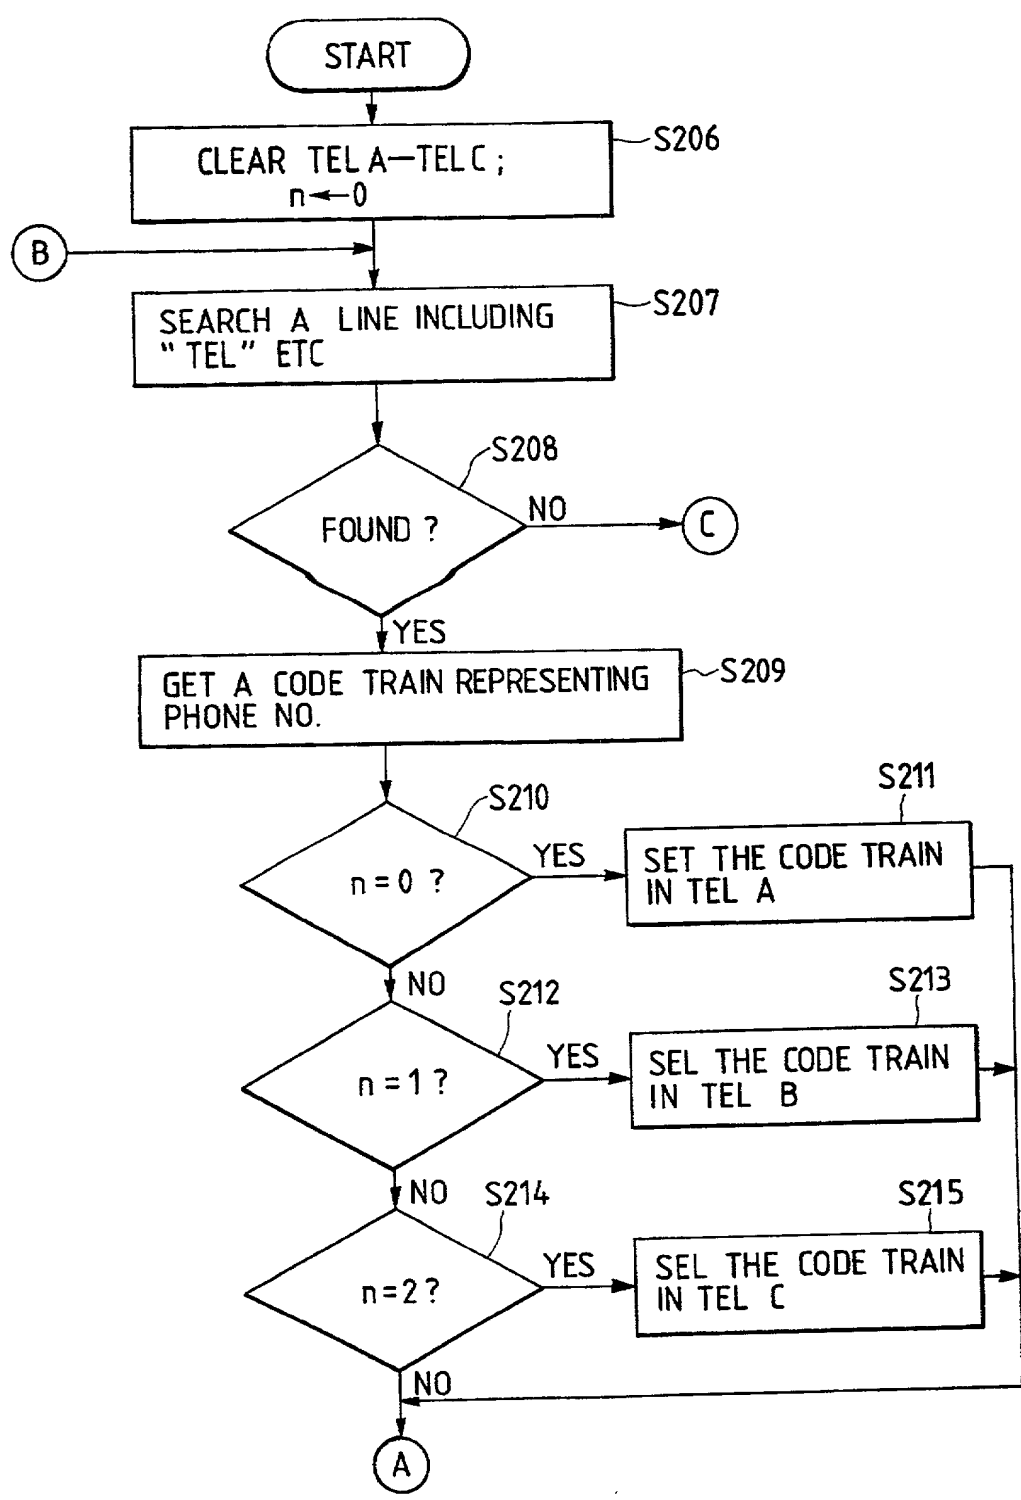 START
S206
CLEAR TEL A—TEL C ;
n←0
B
S207
SEARCH A LINE INCLUDING
“TEL” ETC
S208
FOUND ?
NO
C
YES
S209
GET A CODE TRAIN REPRESENTING
PHONE NO.
S210
n=0 ?
YES
S211
SET THE CODE TRAIN
IN TEL A
NO
S212
n=1 ?
YES
S213
SEL THE CODE TRAIN
IN TEL B
NO
S214
n=2 ?
YES
S215
SEL THE CODE TRAIN
IN TEL C
NO
A